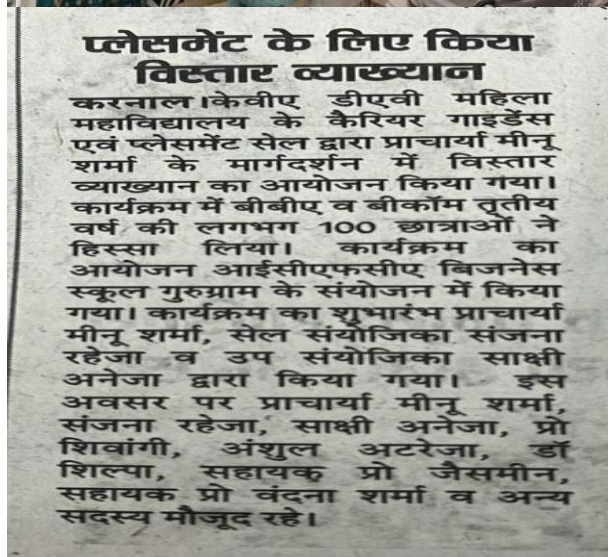 प्लेसमेंट के लिए किया
विस्तार व्याख्यान
करनाल।केवीए डीएवी महिला
महाविद्यालय के कैरियर गाइडेंस
एवं प्लेसमेंट सेल द्वारा प्राचार्या मीनू
शर्मा के मार्गदर्शन में विस्तार
व्याख्यान का आयोजन किया गया।
कार्यक्रम में बीबीए व बीकॉम तृतीय
वर्ष की लगभग 100 छात्राओं ने
हिस्सा लिया। कार्यक्रम का
आयोजन आईसीएफसीए बिजनेस
स्कूल गुरुग्राम के संयोजन में किया
गया। कार्यक्रम का शुभारंभ प्राचार्या
मीनू शर्मा, सेल संयोजिका संजना
रहेजा व उप संयोजिका साक्षी
अनेजा द्वारा किया गया। इस
अवसर पर प्राचार्या मीनू शर्मा,
संजना रहेजा, साक्षी अनेजा, प्रो
शिवांगी, अंशुल अटरेजा, डॉ
शिल्पा, सहायक प्रो जैसमीन,
सहायक प्रो वंदना शर्मा व अन्य
सदस्य मौजूद रहे।